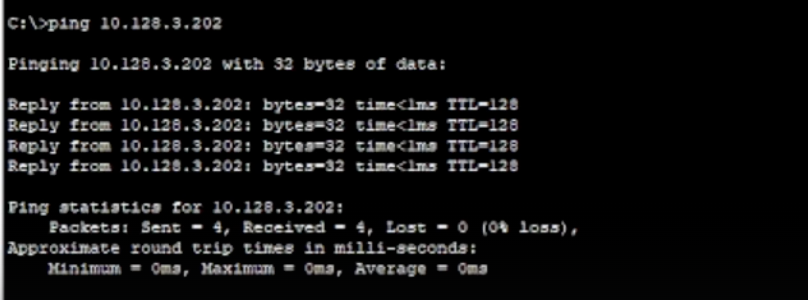 C:\>ping 10.128.3.202
Pinging 10.128.3.202 with 32 bytes of data:
Reply from 10.128.3.202: bytes=32 time<1ms TTL=128
Reply from 10.128.3.202: bytes=32 time<1ms TTL=128
Reply from 10.128.3.202: bytes=32 time<1ms TTL=128
Reply from 10.128.3.202: bytes=32 time<1ms TTL=128
Ping statistics for 10.128.3.202:
Packets: Sent = 4, Received = 4, Lost = 0 (0% loss),
Approximate round trip times in milli-seconds:
Minimum = 0ms, Maximum = 0ms, Average = 0ms